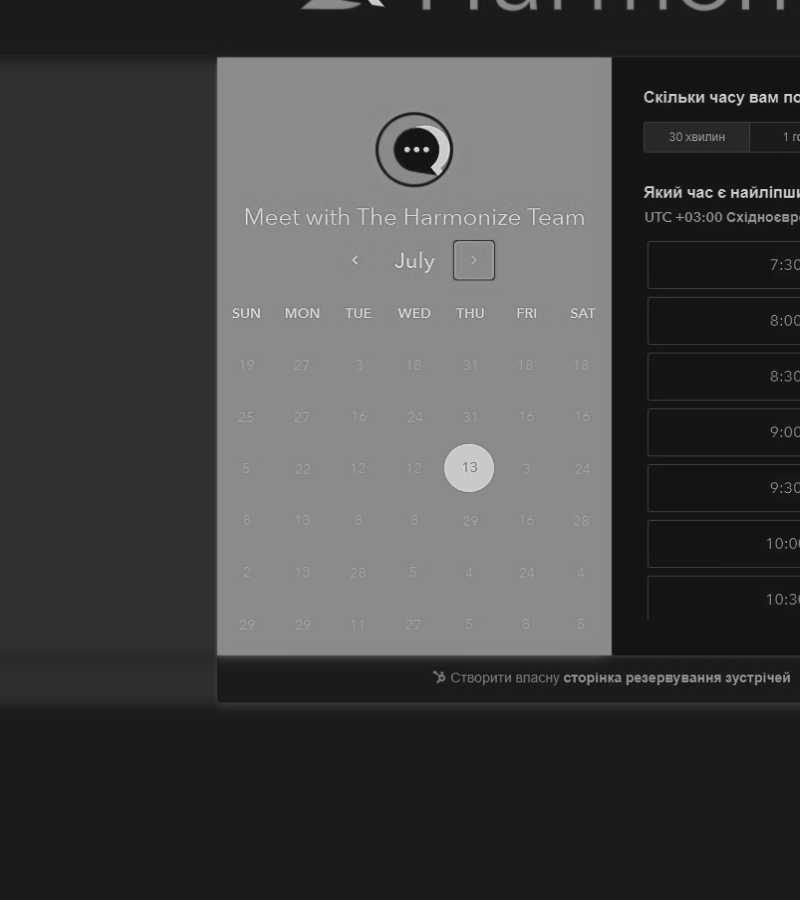 Harmon
Meet with The Harmonize Team
July
SUN MON TUE WED THU FRI SAT
19 27 3 18 31 18 18
25 27 16 24 31 16 16
5 22 12 12 13 3 24
8 13 8 8 29 16 28
2 13 28 5 4 24 4
29 29 11 27 5 8 5
Скільки часу вам по
30 хвилин 1 го
Який час є найліпши
UTC +03:00 Східноєвро
7:30
8:00
8:30
9:00
9:30
10:00
10:30
Створити власну сторінка резервування зустрічей